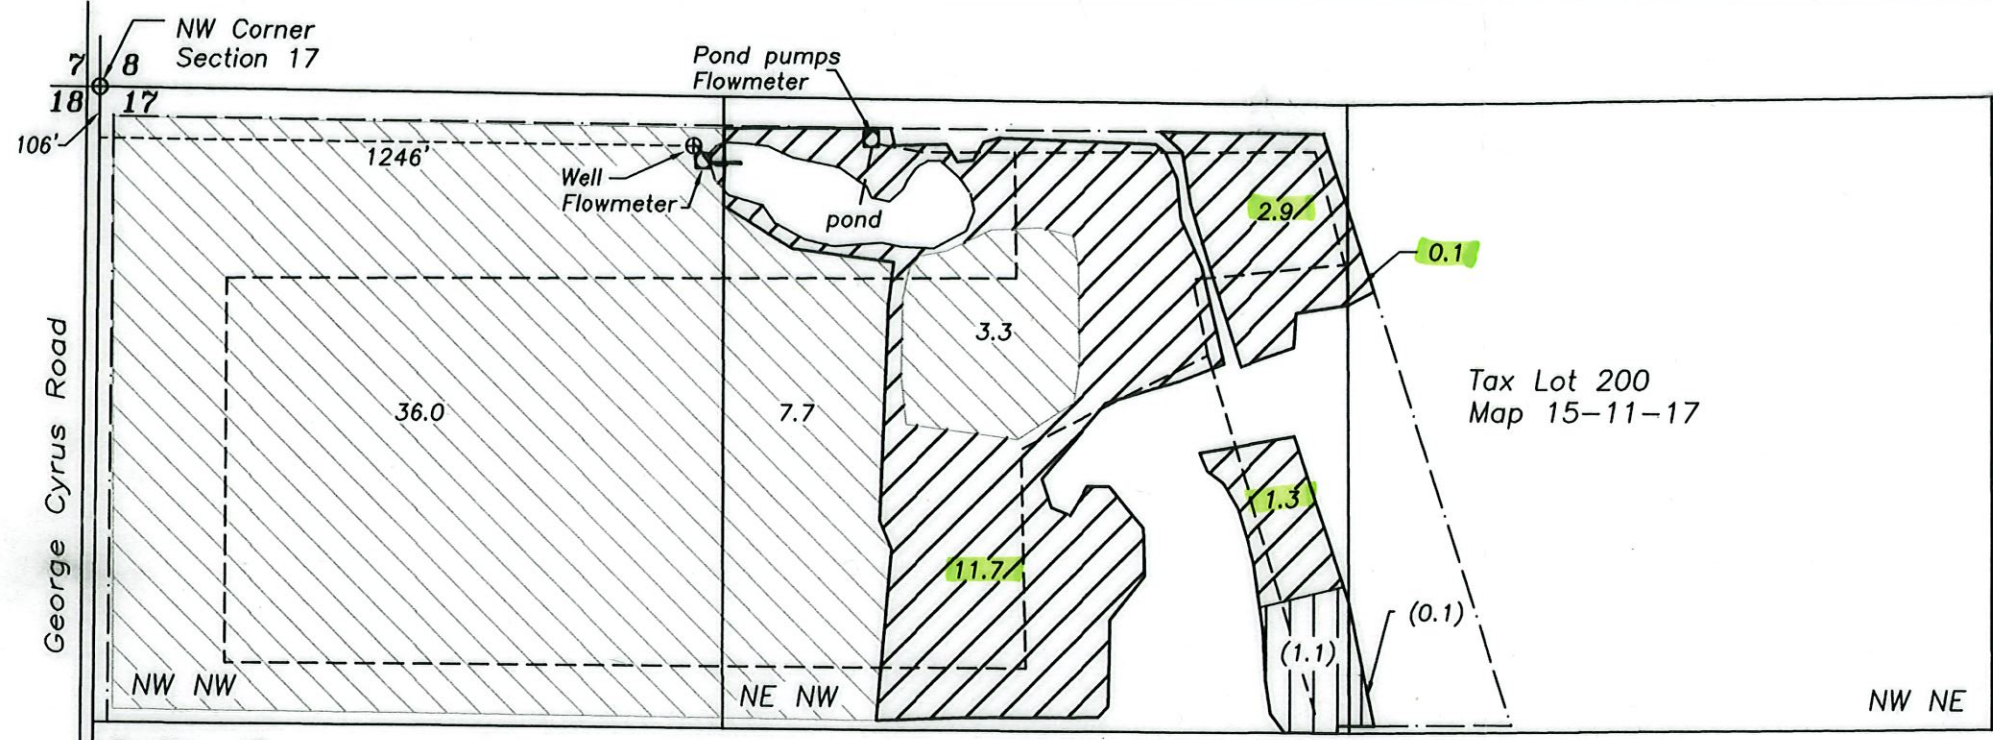 NW Corner
Section 17
7 8
18 17
106'
1246'
Pond pumps
Flowmeter
Well
Flowmeter
pond
2.9
0.1
3.3
36.0
7.7
Tax Lot 200
Map 15-11-17
1.3
11.7
(0.1)
(1.1)
George Cyrus Road
NW NW
NE NW
NW NE